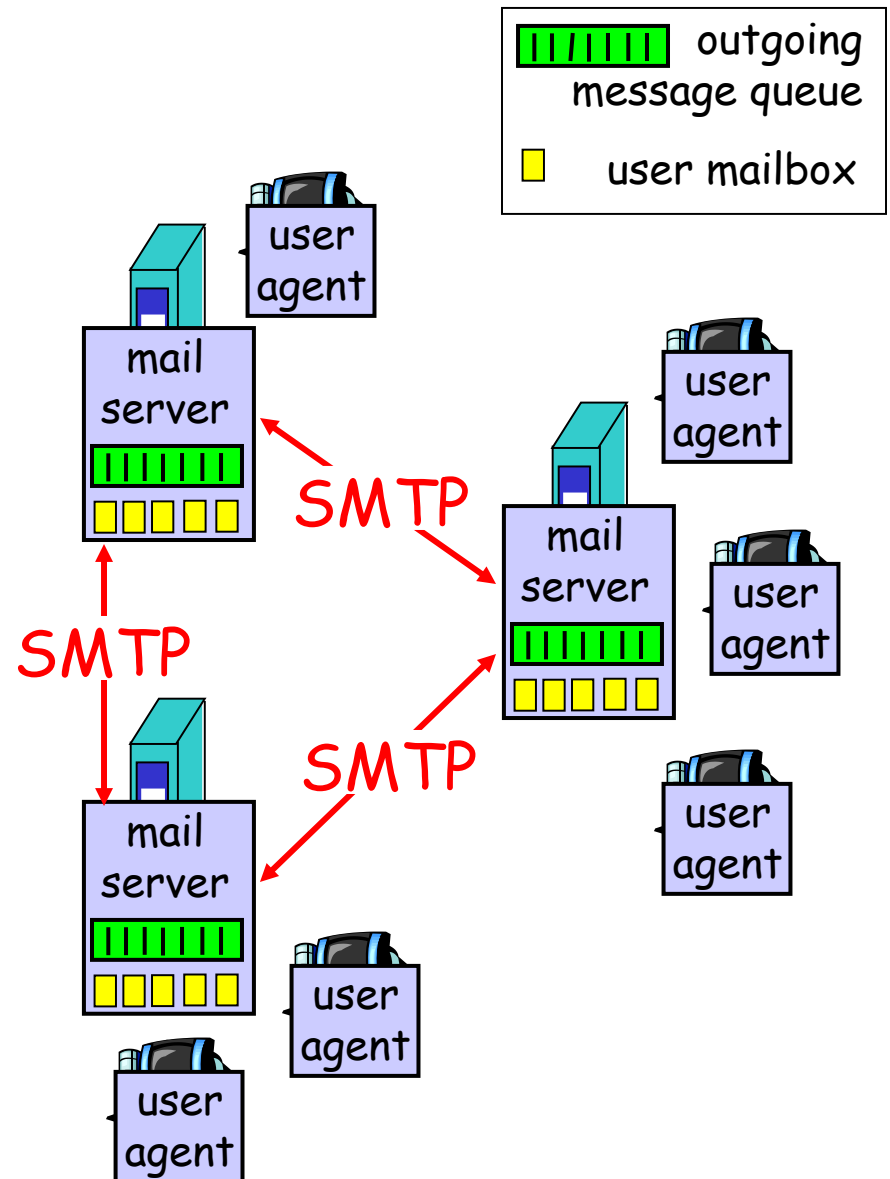 outgoing
message queue
user mailbox
user
agent
mail
server
SMTP
user
agent
mail
server
user
agent
SMTP
SMTP
user
agent
mail
server
user
agent
user
agent